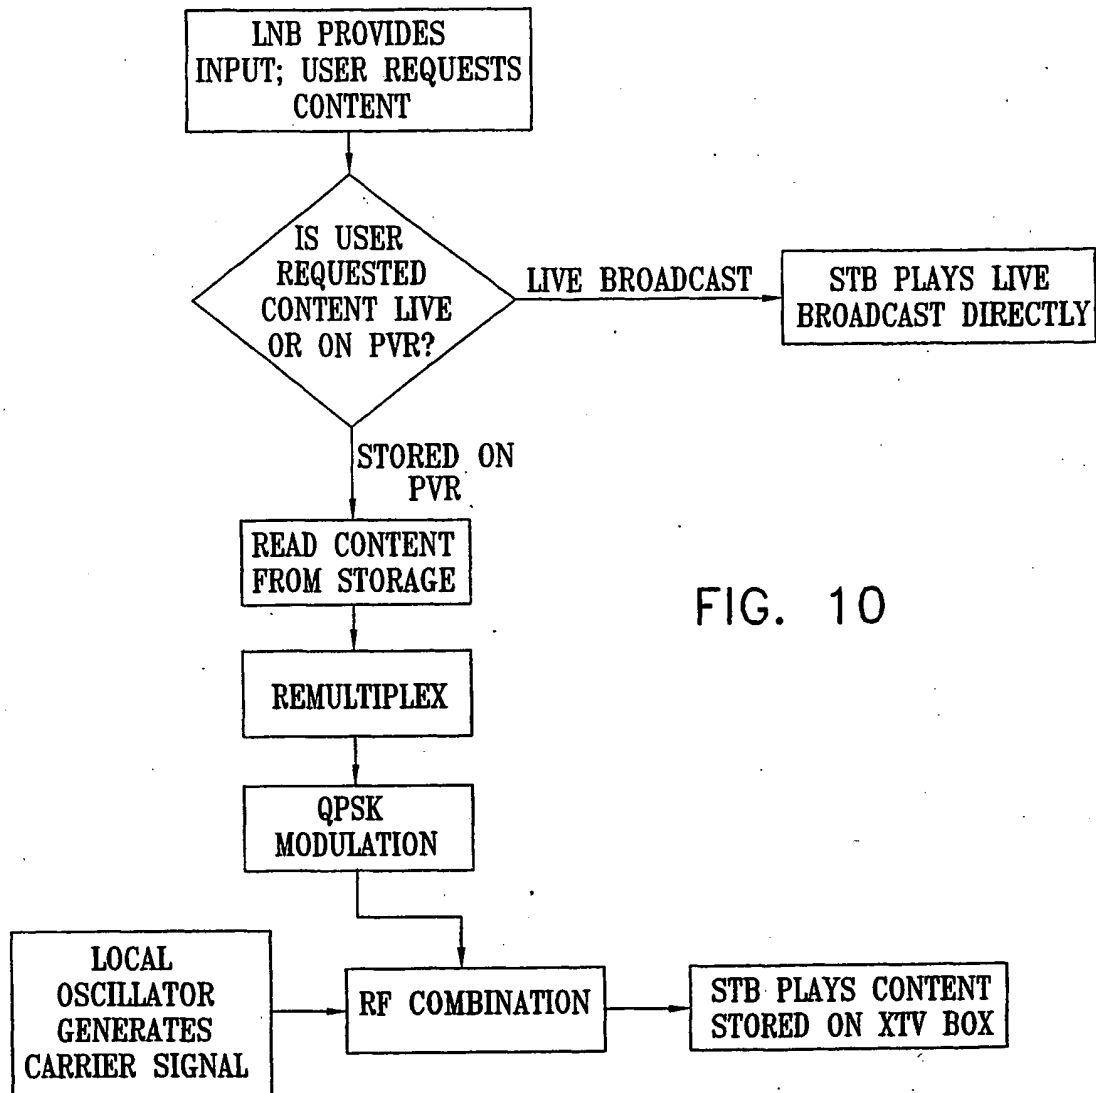 LNB PROVIDES
INPUT; USER REQUESTS
CONTENT
IS USER
REQUESTED
CONTENT LIVE
OR ON PVR?
LIVE BROADCAST
STB PLAYS LIVE
BROADCAST DIRECTLY
STORED ON
PVR
READ CONTENT
FROM STORAGE
FIG. 10
REMULTIPLEX
QPSK
MODULATION
LOCAL
OSCILLATOR
GENERATES
CARRIER SIGNAL
RF COMBINATION
STB PLAYS CONTENT
STORED ON XTV BOX